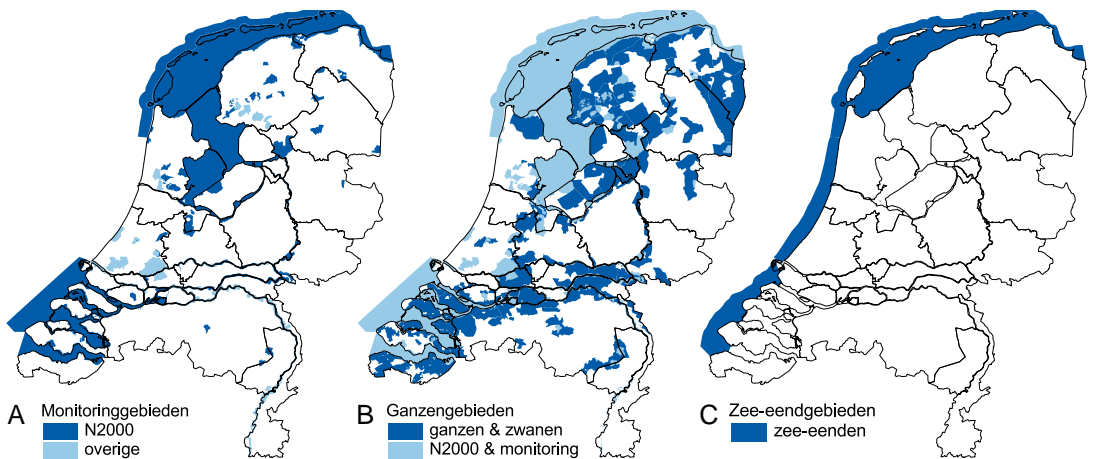 A Monitoringgebieden
N2000
overige
B Ganzengebieden
ganzen & zwanen
N2000 & monitoring
C Zee-eendgebieden
zee-eenden